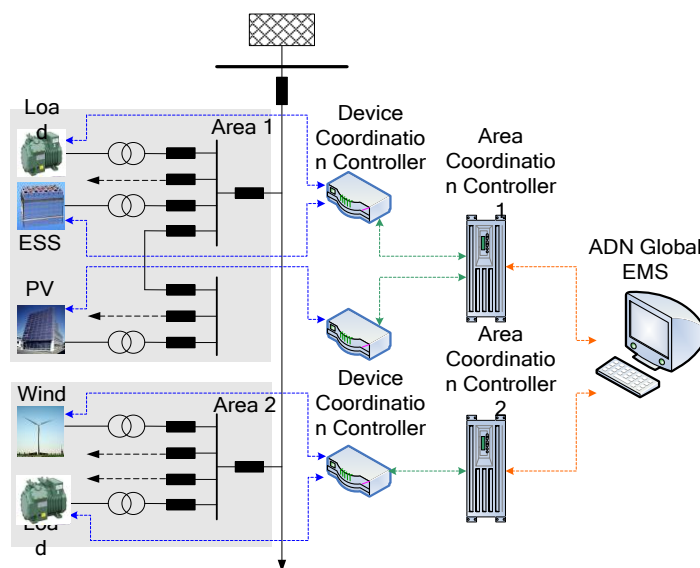 Loa
d
Area 1
ESS
PV
Wind
Area 2
Loa
d
Device
Coordinatio
n Controller
Device
Coordinatio
n Controller
Area
Coordinatio
n Controller
1
Area
Coordinatio
n Controller
2
ADN Global
EMS